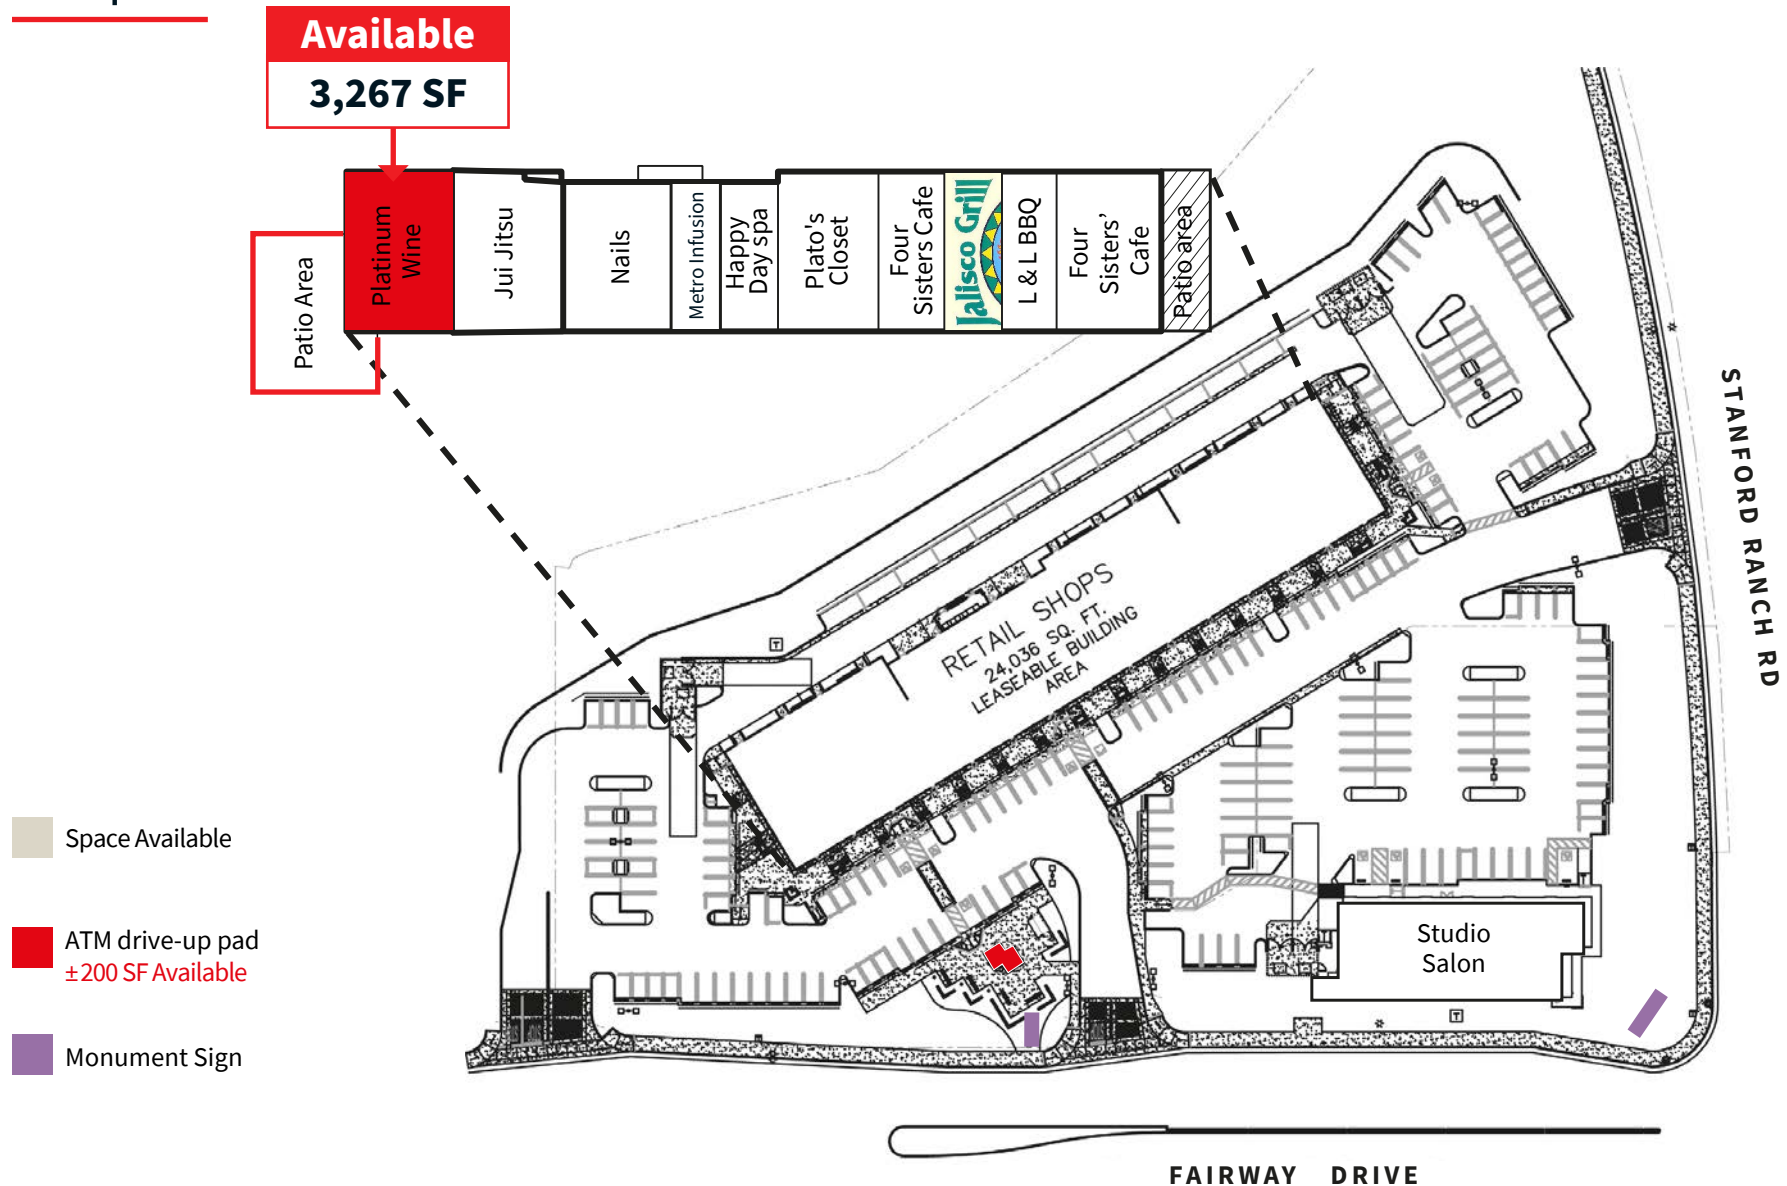 Available
3,267 SF
Patio Area
Platinum
Wine
Jui Jitsu
Nails
Metro Infusion
Happy
Day spa
Plato's
Closet
Four
Sisters Cafe
Jalisco Grill
L & L BBQ
Four
Sisters’
Cafe
Patio area
RETAIL SHOPS
24,036 SQ. FT.
LEASEABLE BUILDING
AREA
STANFORD RANCH RD
Space Available
ATM drive-up pad
±200 SF Available
Monument Sign
Studio
Salon
T
T
FAIRWAY DRIVE